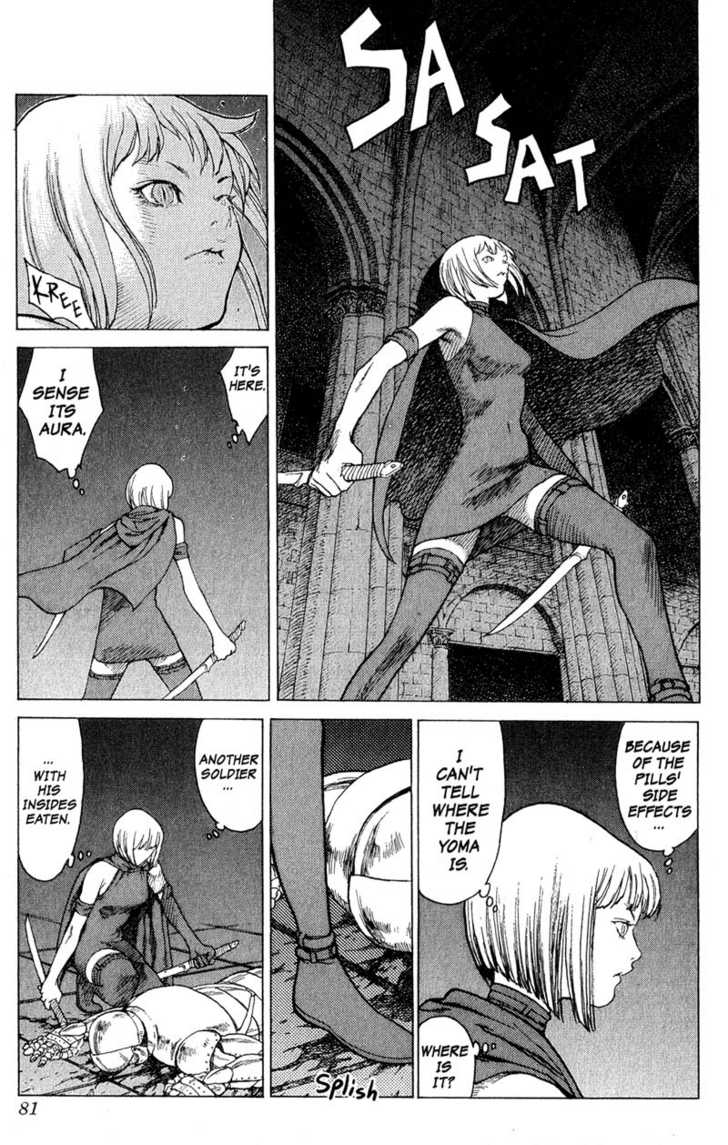 SA
SA
SAT
KREE
IT'S
HERE.
I
SENSE
ITS
AURA.
BECAUSE
OF THE
PILLS'
SIDE
EFFECTS
...
I
CAN'T
TELL
WHERE
THE
YOMA
IS.
WHERE
IS
IT?
Splish
ANOTHER
SOLDIER
...
...
WITH
HIS
INSIDES
EATEN.
81